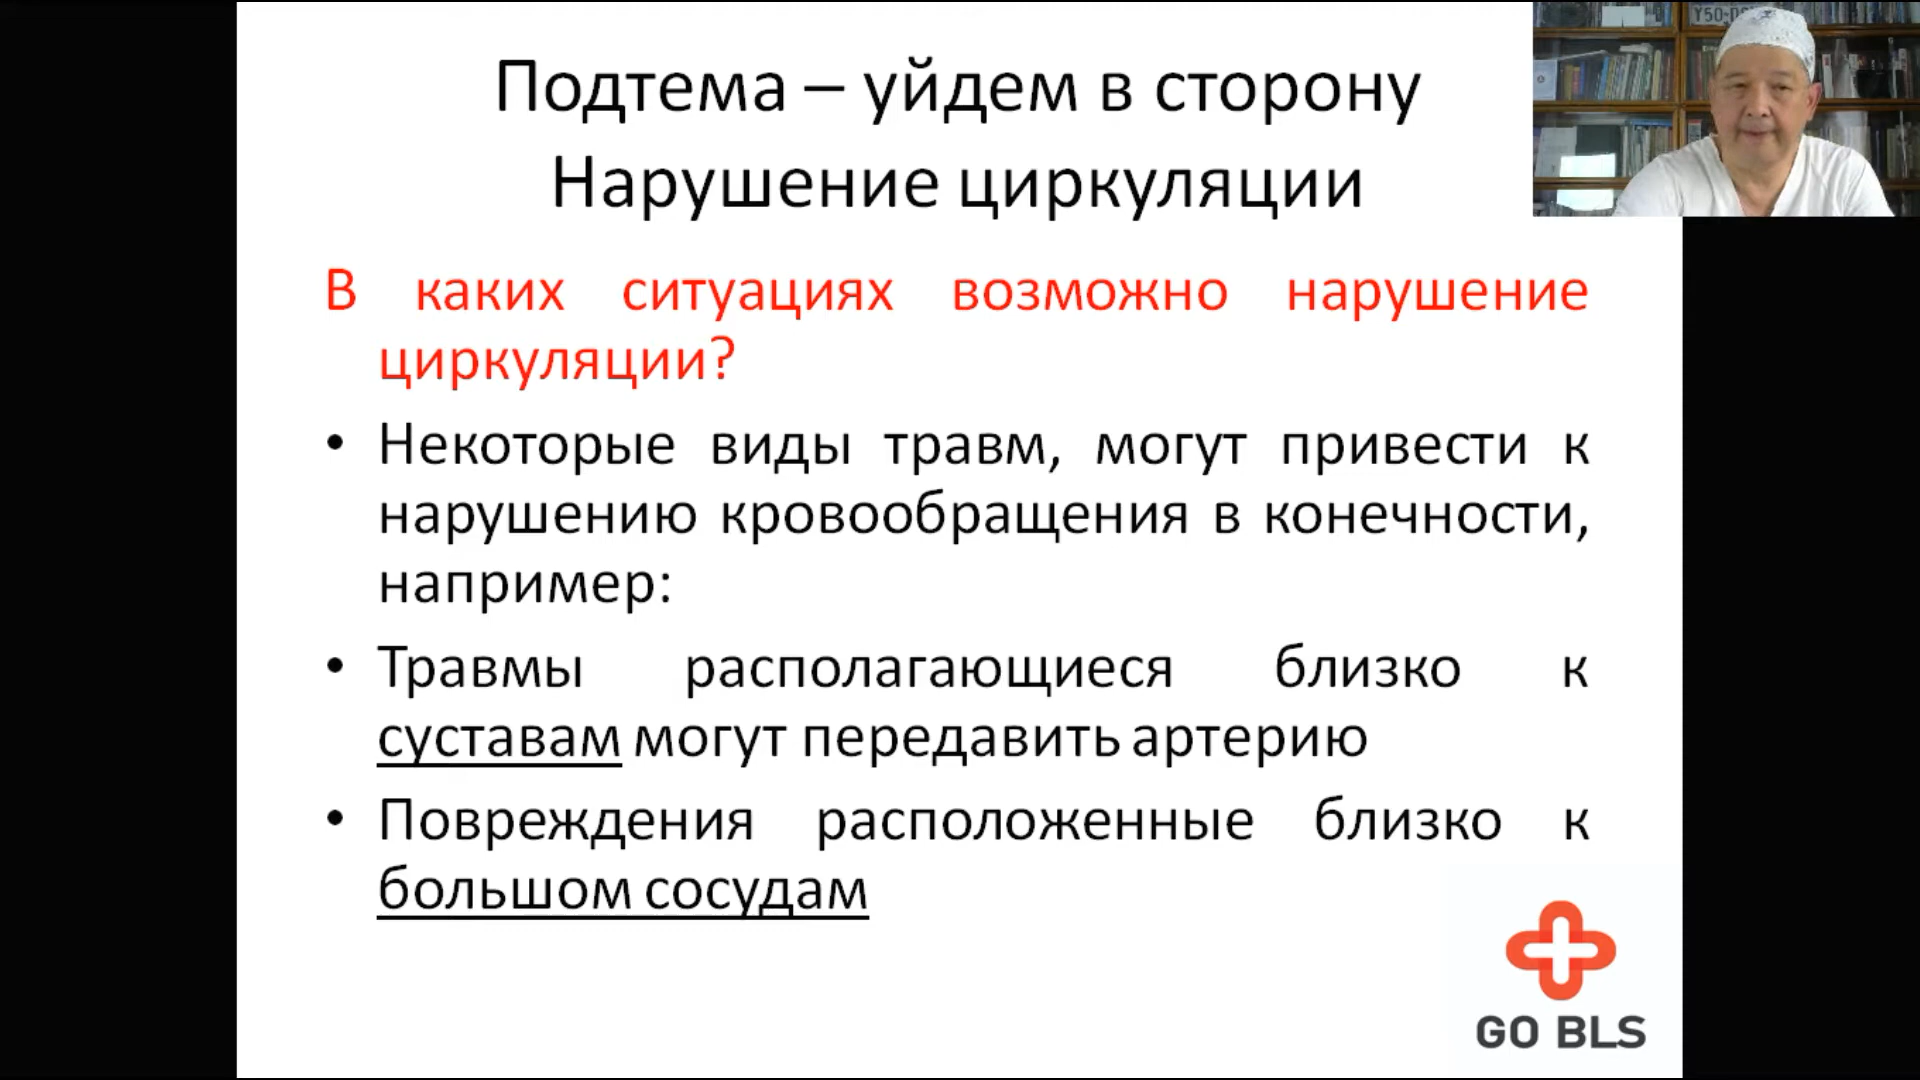 Подтема – уйдем в сторону
Нарушение циркуляции
В каких ситуациях возможно нарушение
циркуляции?
• Некоторые виды травм, могут привести к
нарушению кровообращения в конечности,
например:
• Травмы располагающиеся близко к
суставам могут передавить артерию
• Повреждения расположенные близко к
большом сосудам
GO BLS